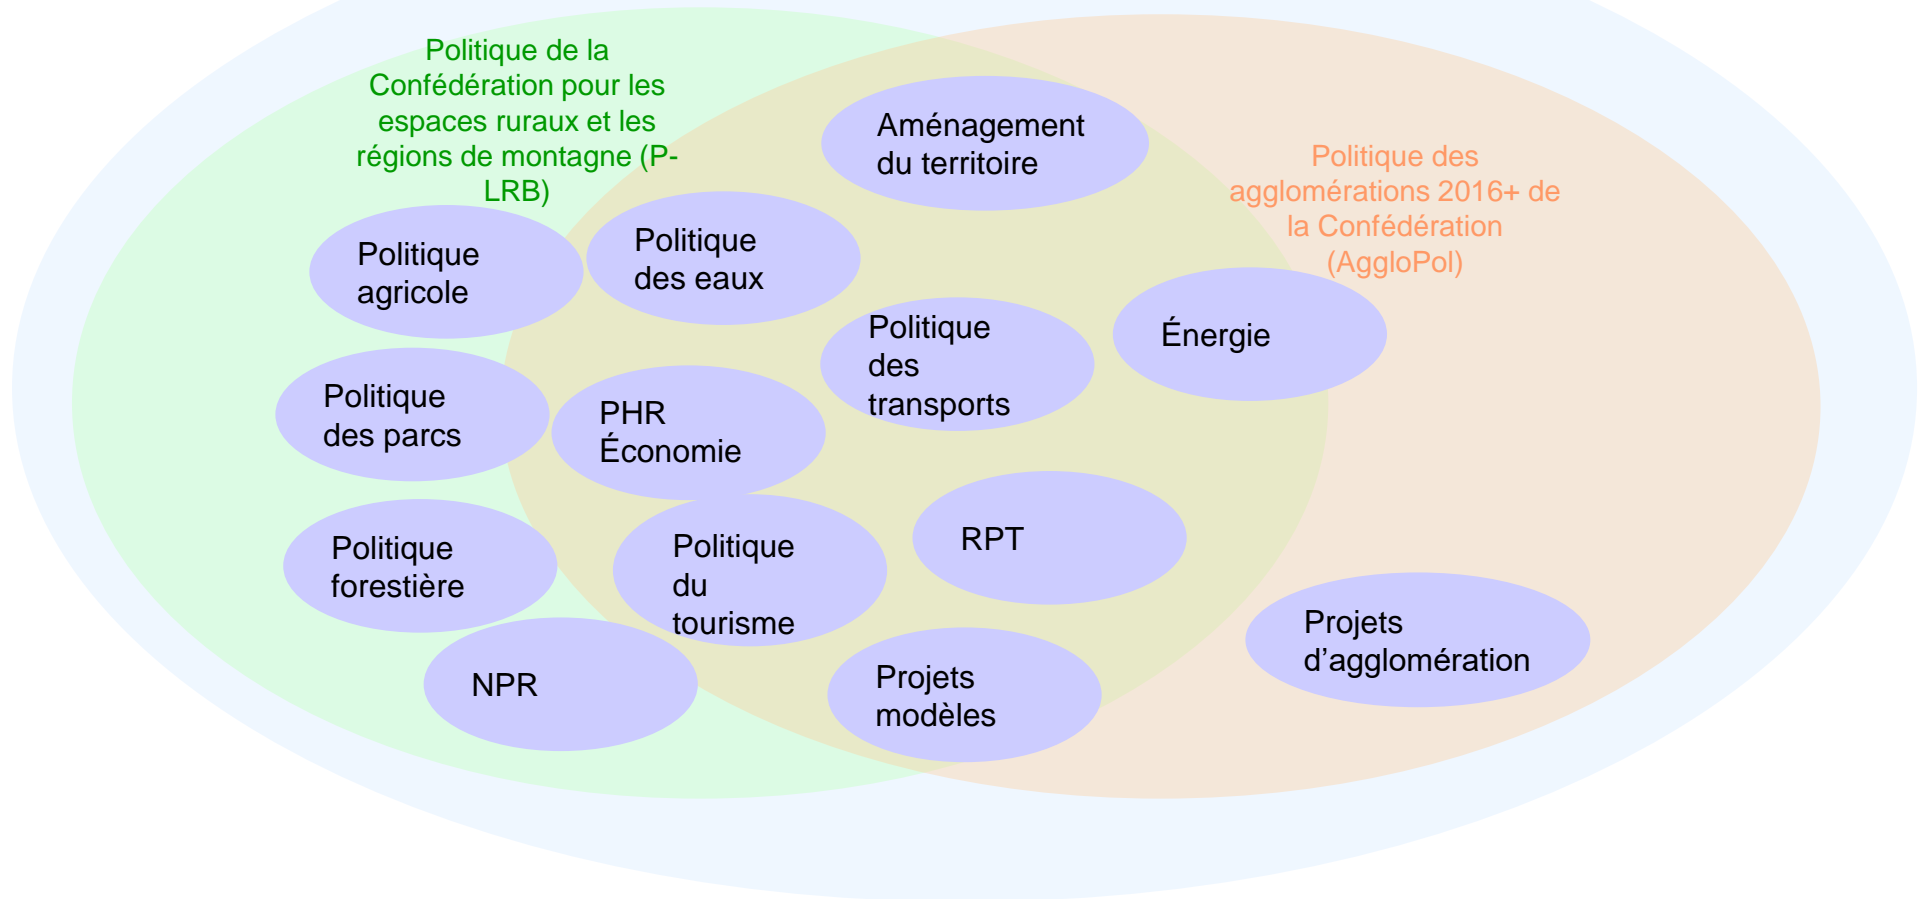 Politique de la
Confédération pour les
espaces ruraux et les
régions de montagne (P-
LRB)
Aménagement
du territoire
Politique des
agglomérations 2016+ de
la Confédération
(AggloPol)
Politique
agricole
Politique
des eaux
Politique
des
transports
Énergie
Politique
des parcs
PHR
Économie
Politique
forestière
Politique
du
tourisme
RPT
NPR
Projets
modèles
Projets
d’agglomération